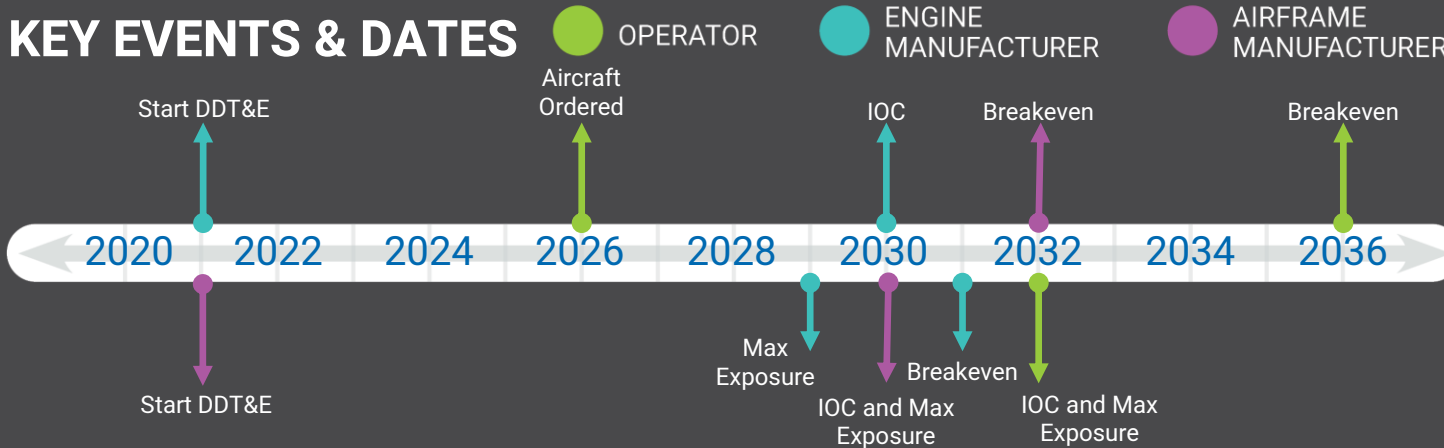 KEY EVENTS & DATES
OPERATOR
ENGINE
MANUFACTURER
AIRFRAME
MANUFACTURER
Start DDT&E
Aircraft
Ordered
IOC
Breakeven
Breakeven
2020
2022
2024
2026
2028
2030
2032
2034
2036
Start DDT&E
Max
Exposure
IOC and Max
Exposure
Breakeven
IOC and Max
Exposure